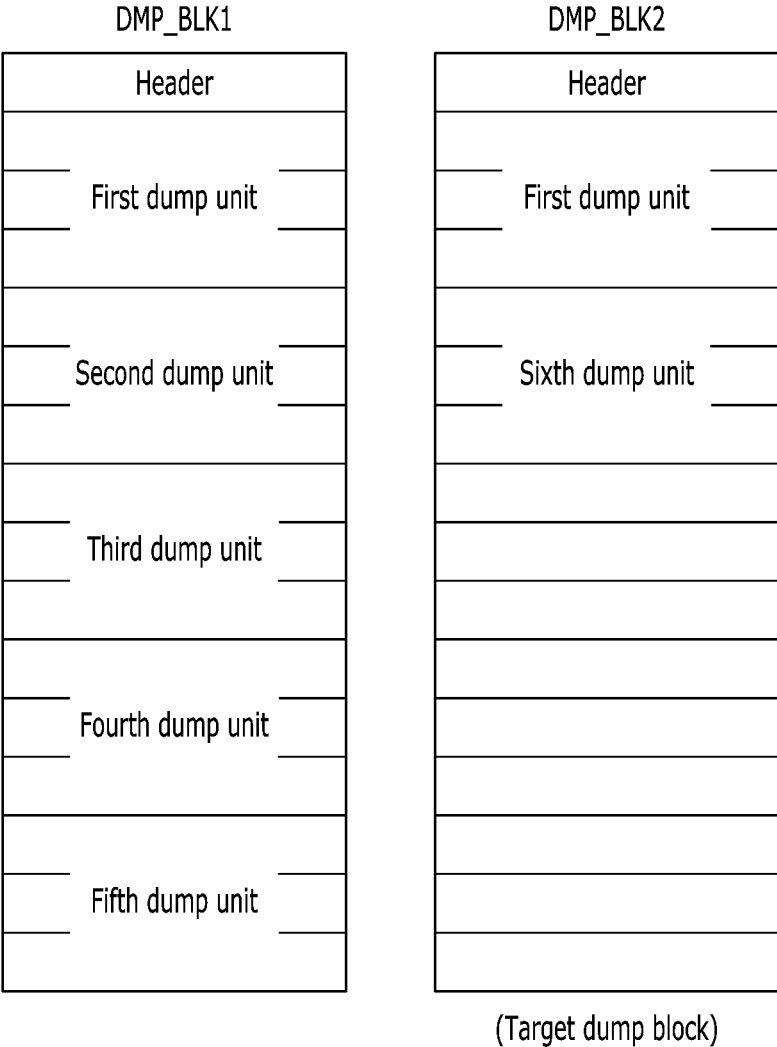 DMP_BLK1
Header
First dump unit
Second dump unit
Third dump unit
Fourth dump unit
Fifth dump unit
DMP_BLK2
Header
First dump unit
Sixth dump unit
(Target dump block)